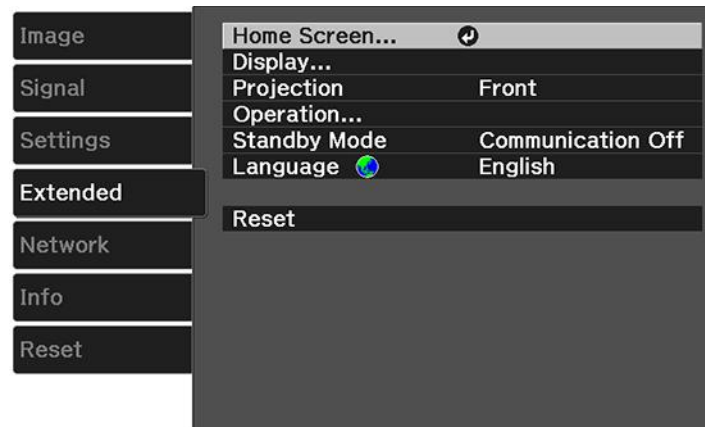 Image
Signal
Settings
Extended
Network
Info
Reset
Home Screen...
Display...
Projection Front
Operation...
Standby Mode Communication Off
Language English
Reset